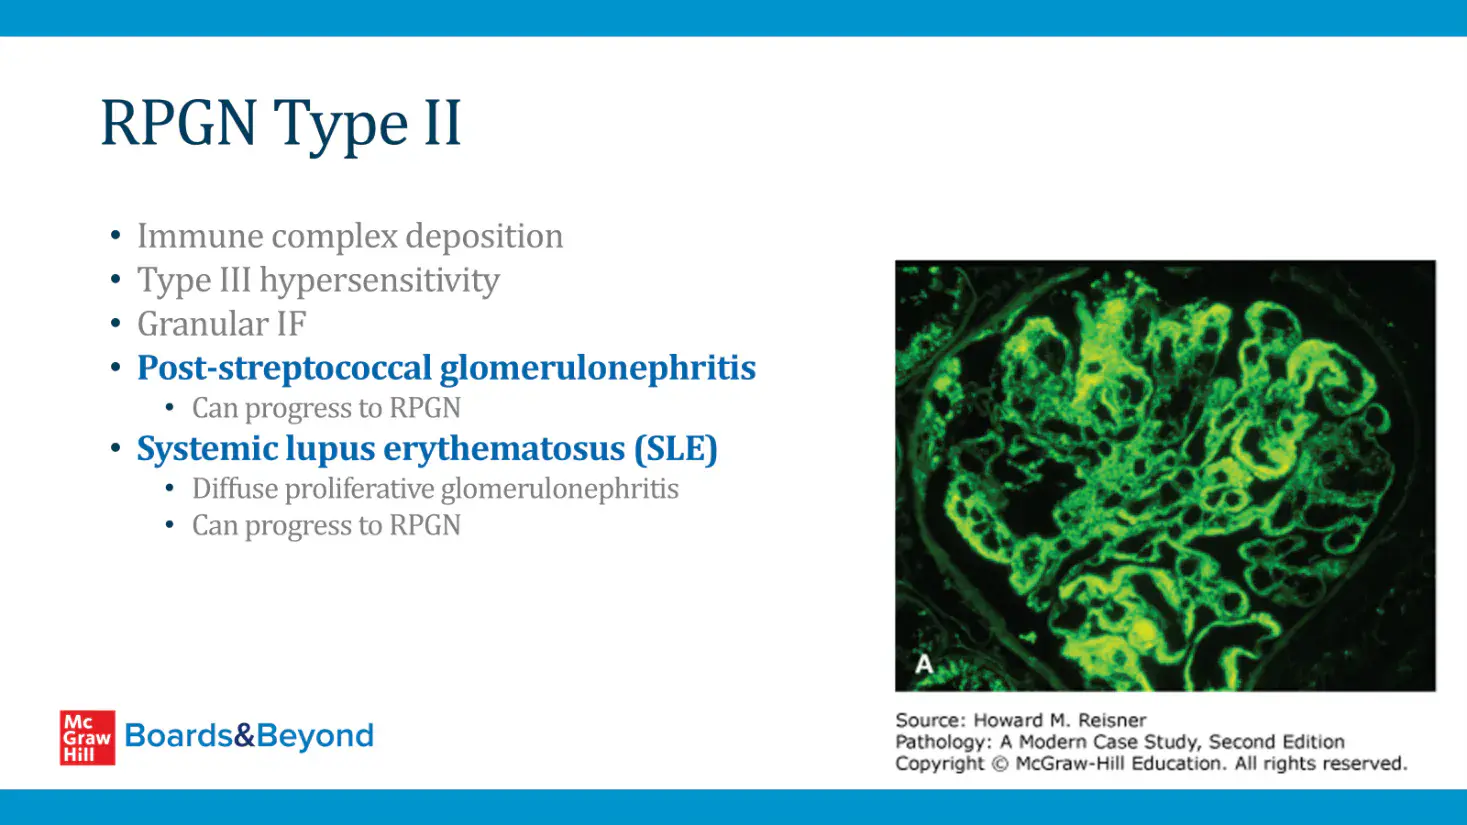 RPGN Type II
• Immune complex deposition
• Type III hypersensitivity
• Granular IF
• Post-streptococcal glomerulonephritis
• Can progress to RPGN
• Systemic lupus erythematosus (SLE)
• Diffuse proliferative glomerulonephritis
• Can progress to RPGN
A
Mc
Graw
Hill
Boards&Beyond
Source: Howard M. Reisner
Pathology: A Modern Case Study, Second Edition
Copyright © McGraw-Hill Education. All rights reserved.